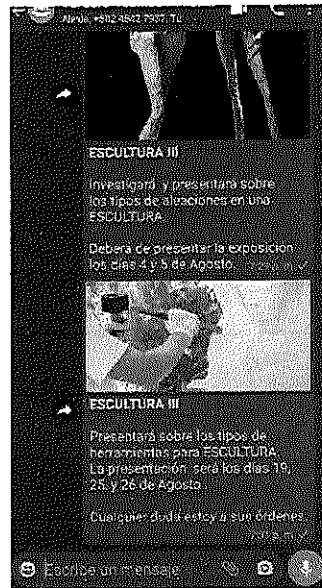 ESCULTURA III
Investigará y presentara sobre
los tipos de aleaciones en una
ESCULTURA
Deberá de presentar la exposición
los días 4 y 5 de Agosto.
ESCULTURA III
Presentará sobre los tipos de
herramientas para ESCULTURA
La presentación será los días 19,
25, y 26 de Agosto
Cualquier duda estoy a sus órdenes.
Escribe un mensaje